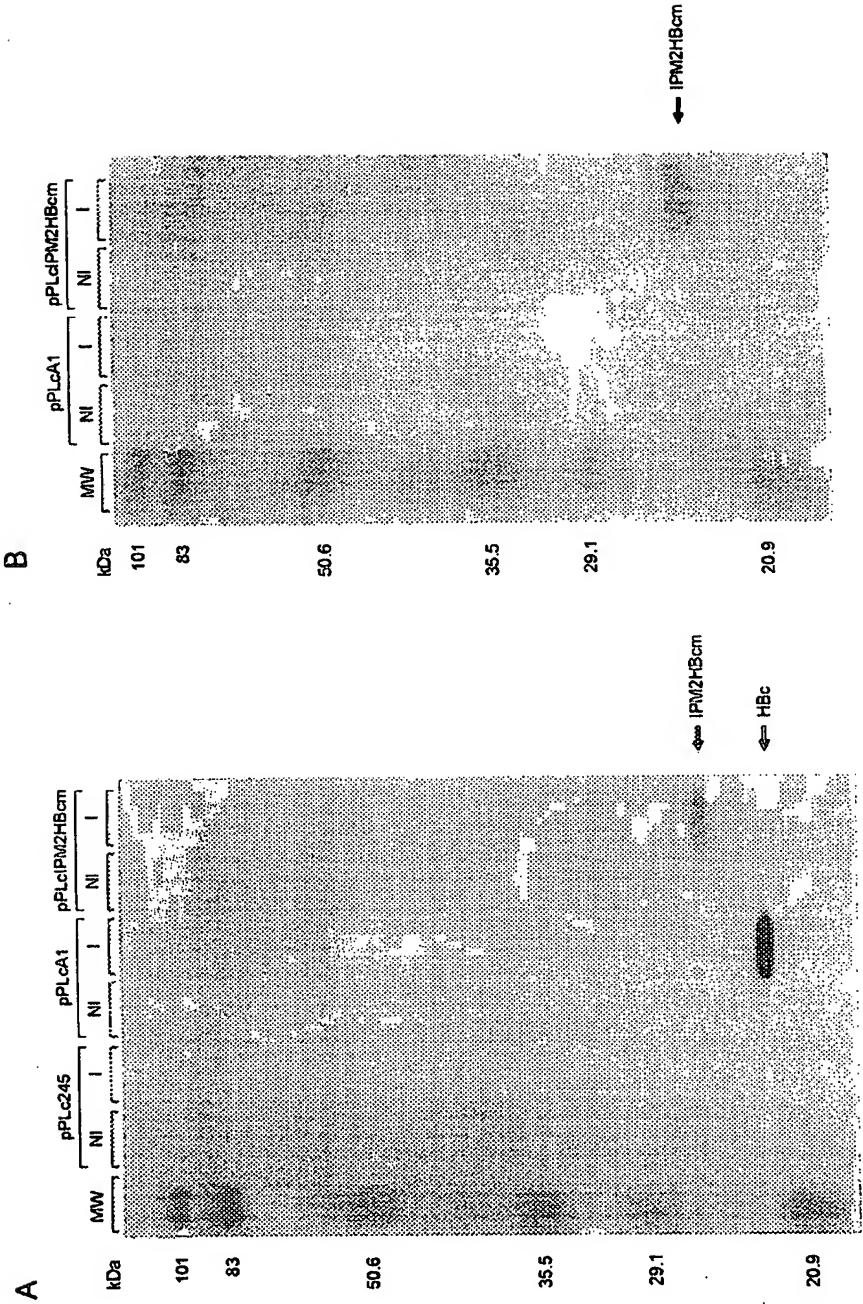 A
pPLc245 pPLcA1 pPLcIPM2HBcm
MW NI I NI I NI I
kDa
101
83
50.6
35.5
29.1
20.9
IPM2HBcm
HBc
B
pPLcA1 pPLcIPM2HBcm
MW NI I NI I
kDa
101
83
50.6
35.5
29.1
20.9
IPM2HBcm